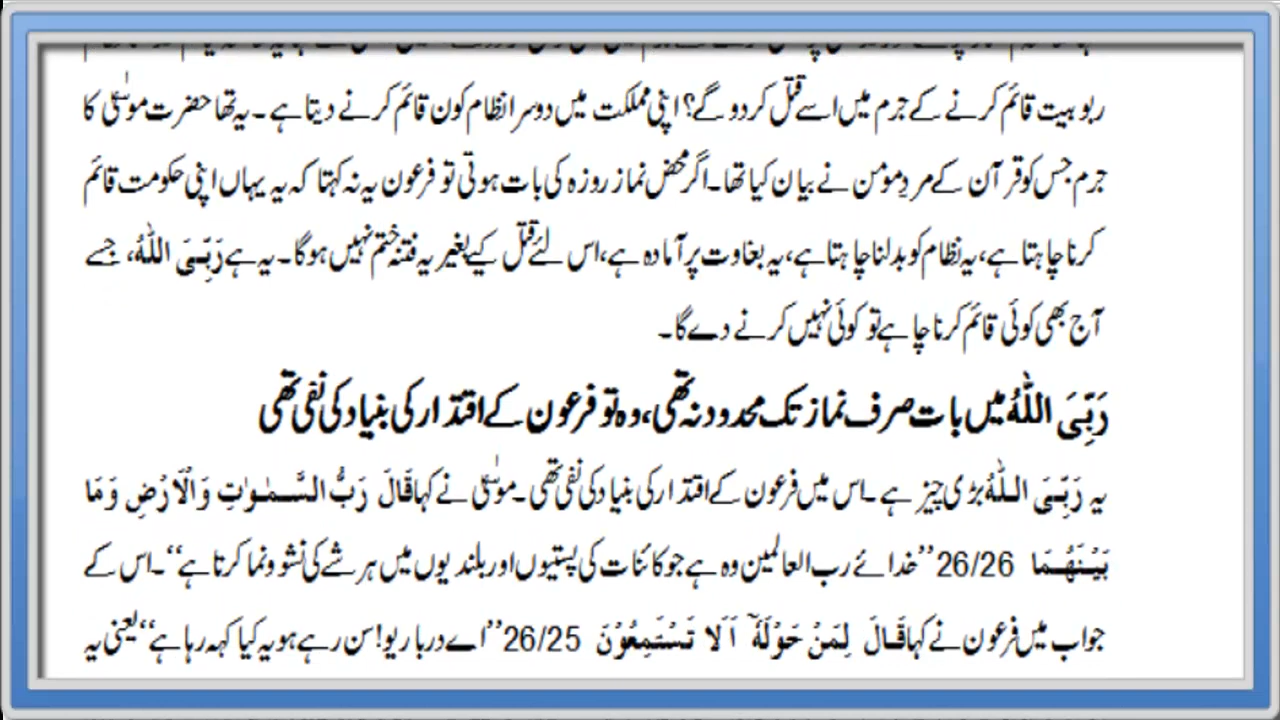 ربوبیت قائم کرنے کے جرم میں اسے قتل کر دو گے؟ اپنی مملکت میں دوسرا نظام کون قائم کرنے دیتا ہے ۔ یہ تھا حضرت موسٰیؑ کا
جرم جس کو قرآن کے مردِ مومن نے بیان کیا تھا۔ اگر محض نماز روزہ کی بات ہوتی تو فرعون یہ نہ کہتا کہ یہ یہاں اپنی حکومت قائم
کرنا چاہتا ہے، یہ نظام کو بدلنا چاہتا ہے، یہ بغاوت پر آمادہ ہے، اس لئے قتل کیے بغیر یہ فتنہ ختم نہیں ہوگا۔ یہ ہے رَبِّـیَ اللّٰہُ، جسے
آج بھی کوئی قائم کرنا چاہے تو کوئی نہیں کرنے دے گا ۔
رَبِّیَ اللّٰہُ میں بات صرف نماز تک محدود نہ تھی، وہ تو فرعون کے اقتدار کی بنیاد کی نفی تھی
یہ رَبِّـیَ اللّٰہُ بڑی چیز ہے ۔ اس میں فرعون کے اقتدار کی بنیاد کی نفی تھی ۔ موسٰیؑ نے کہا قَالَ رَبُّ السَّمٰوٰتِ وَالْاَرْضِ وَمَا
بَیْنَهُمَا 26/26 ’’خدائے رب العالمین وہ ہے جو کائنات کی پستیوں اور بلندیوں میں ہر شے کی نشوونما کرتا ہے‘‘۔ اس کے
جواب میں فرعون نے کہا قَالَ لِمَنْ حَوْلَهٗٓ اَلَا تَسْتَمِعُوْنَ 26/25 ’’اے درباریو! سن رہے ہو یہ کیا کہہ رہا ہے‘‘ یعنی یہ